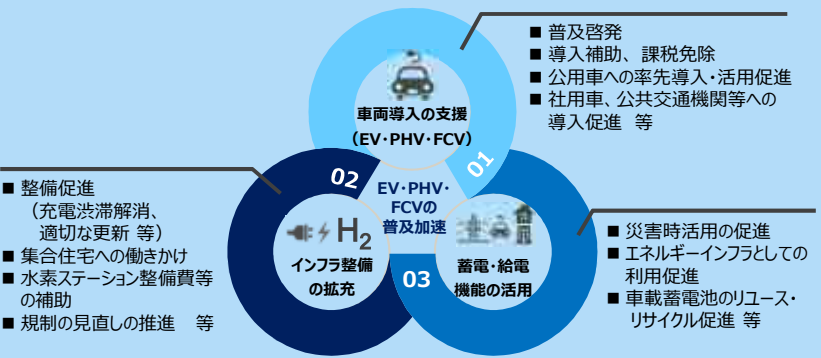 ■ 普及啓発
■ 導入補助、課税免除
■ 公用車への率先導入・活用促進
■ 社用車、公共交通機関等への
導入促進 等
車両導入の支援
（EV・PHV・FCV）
01
02
EV・PHV・
FCVの
普及加速
■ 整備促進
（充電渋滞解消、
適切な更新 等）
■ 集合住宅への働きかけ
■ 水素ステーション整備費等
の補助
■ 規制の見直しの推進 等
H₂
インフラ整備
の拡充
03
蓄電・給電
機能の活用
■ 災害時活用の促進
■ エネルギーインフラとしての
利用促進
■ 車載蓄電池のリユース・
リサイクル促進 等